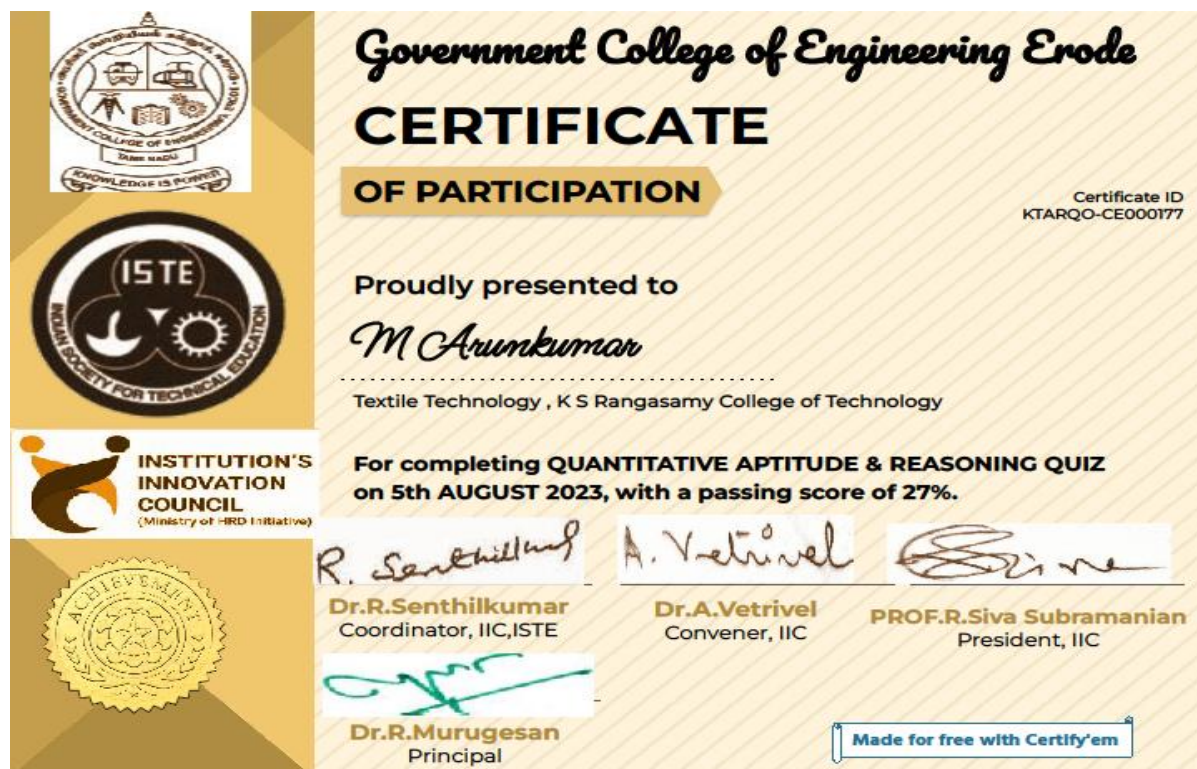 Government College of Engineering Erode
CERTIFICATE
OF PARTICIPATION
Certificate ID
KTARQO-CE000177
Proudly presented to
M Arunkumar
Textile Technology , K S Rangasamy College of Technology
For completing QUANTITATIVE APTITUDE & REASONING QUIZ
on 5th AUGUST 2023, with a passing score of 27%.
GOVERNMENT COLLEGE OF ENGINEERING
TAMIL NADU
KNOWLEDGE IS POWER
ISTE
INDIAN SOCIETY FOR TECHNICAL EDUCATION
INSTITUTION'S
INNOVATION
COUNCIL
(Ministry of HRD Initiative)
ACHIEVEMENT
R. Senthilkumar
A. Vetrivel
Dr.R.Senthilkumar
Coordinator, IIC,ISTE
Dr.A.Vetrivel
Convener, IIC
PROF.R.Siva Subramanian
President, IIC
Dr.R.Murugesan
Principal
Made for free with Certify'em